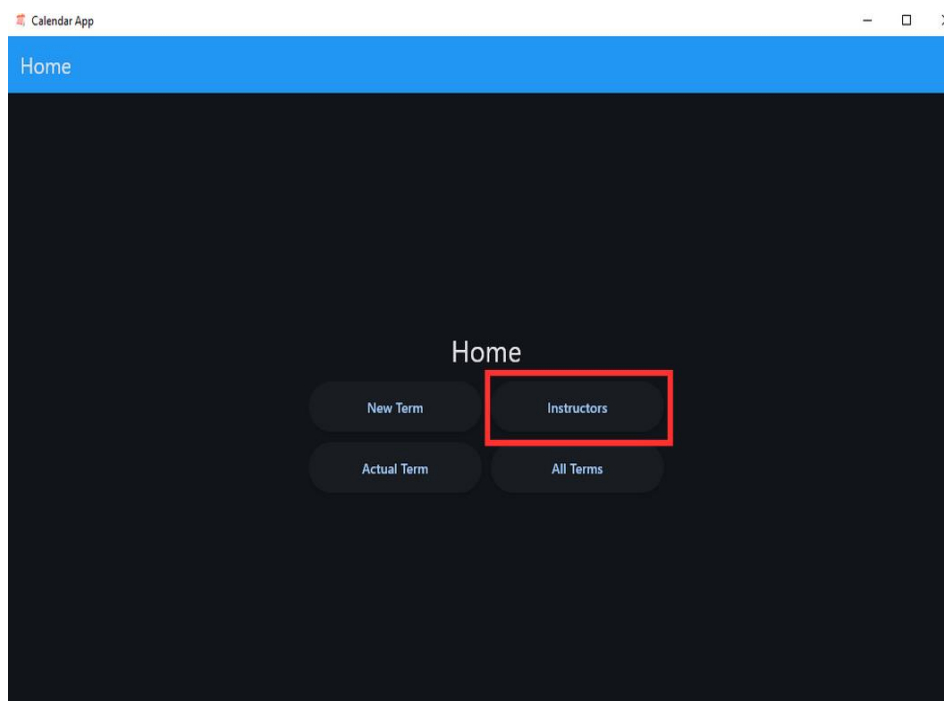 Calendar App
Home
Home
New Term Instructors
Actual Term All Terms